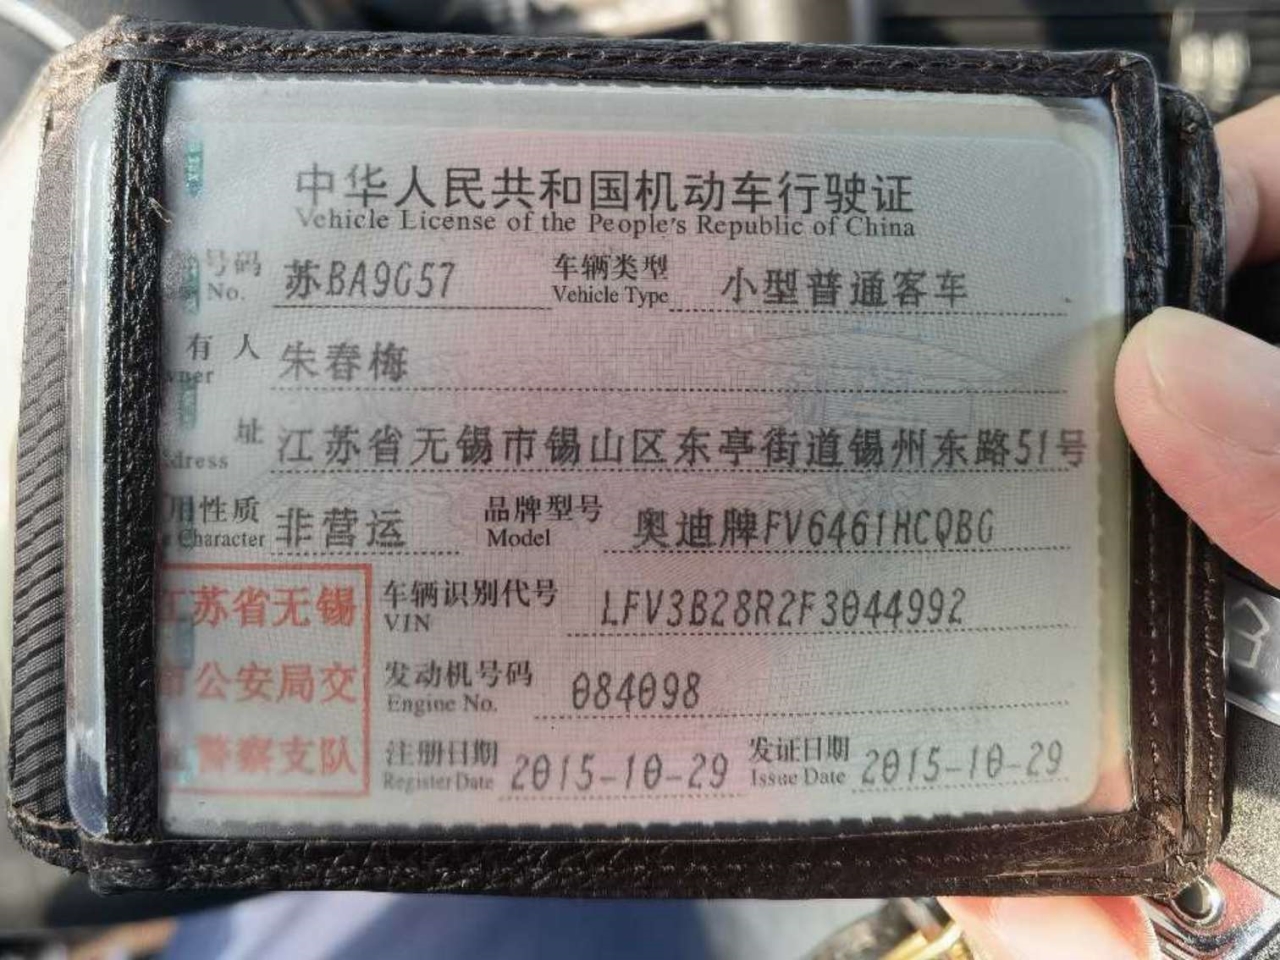 中华人民共和国机动车行驶证
Vehicle License of the People's Republic of China
号码 苏BA9G57 车辆类型 小型普通客车
No. Vehicle Type
有人 朱春梅
wner
址 江苏省无锡市锡山区东亭街道锡州东路51号
dress
用性质 非营运 品牌型号 奥迪牌FV6461HCQBG
e Character Model
江苏省无锡
市公安局交
警察支队
车辆识别代号 LFV3B28R2F3044992
VIN
发动机号码 084098
Engine No.
注册日期 2015-10-29 发证日期 2015-10-29
Register Date Issue Date